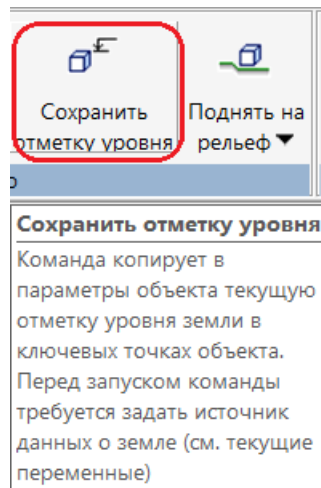 Сохранить
отметку уровня
Поднять на
рельеф
Сохранить отметку уровня
Команда копирует в
параметры объекта текущую
отметку уровня земли в
ключевых точках объекта.
Перед запуском команды
требуется задать источник
данных о земле (см. текущие
переменные)